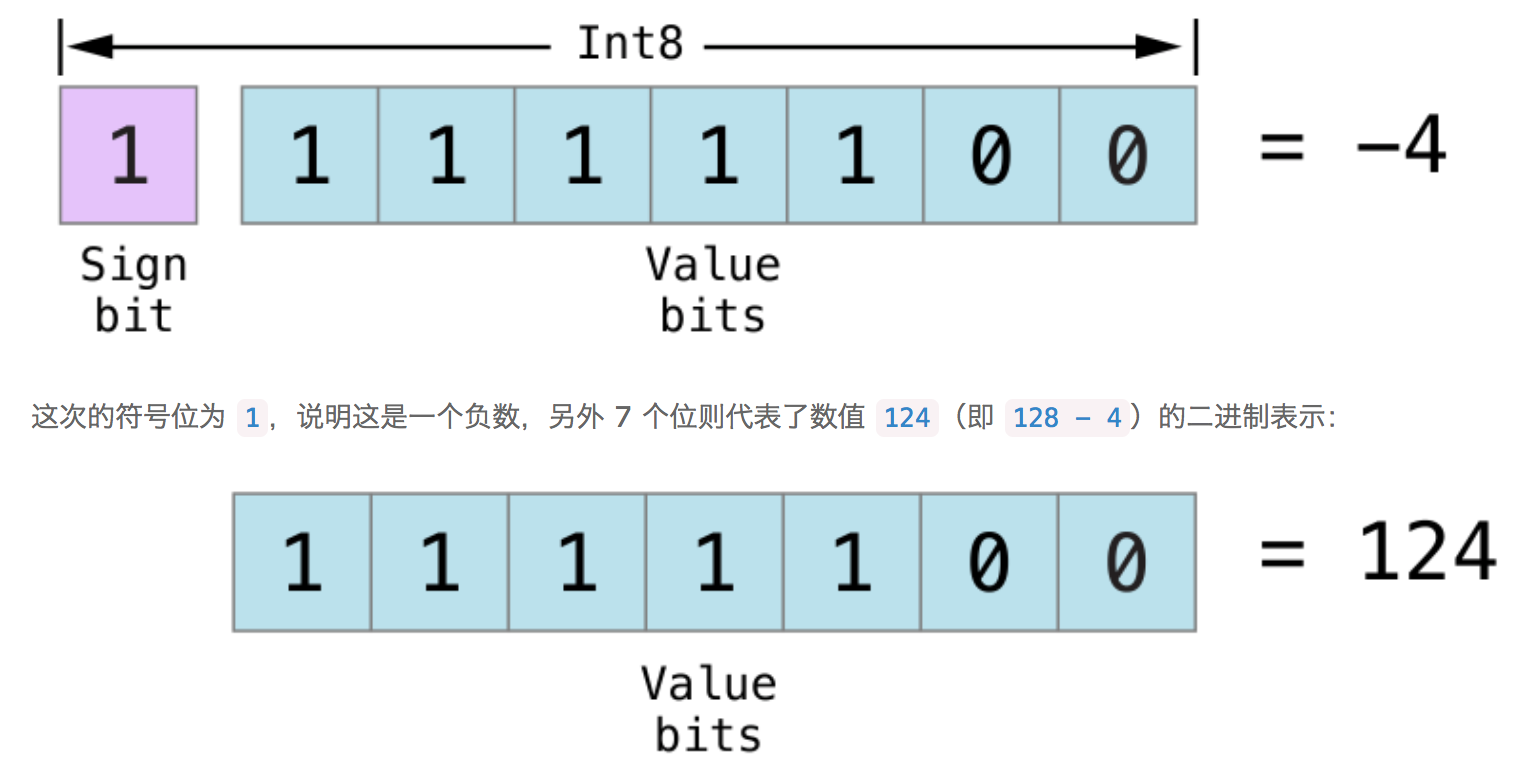 Int8
1 1 1 1 1 1 0 0 = −4
Sign bit
Value bits
这次的符号位为 1，说明这是一个负数，另外 7 个位则代表了数值 124（即 128 - 4）的二进制表示：
1 1 1 1 1 0 0 = 124
Value bits